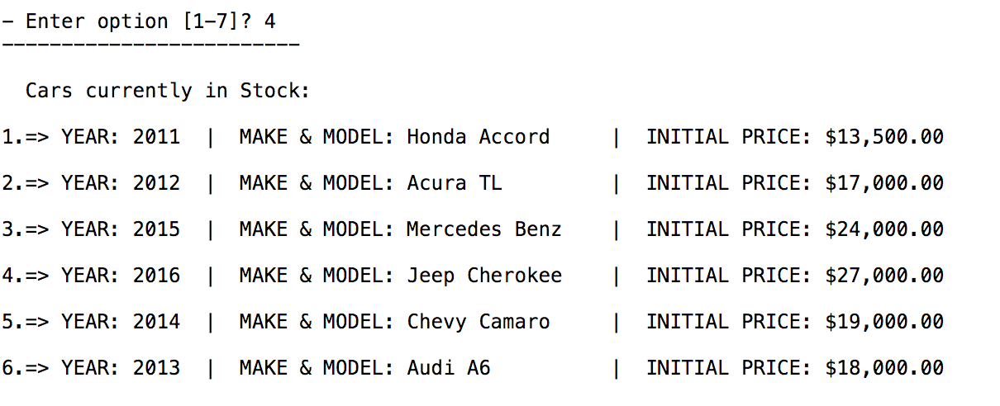 - Enter option [1-7]? 4
-------------------------
Cars currently in Stock:
1.=> YEAR: 2011  |  MAKE & MODEL: Honda Accord     |  INITIAL PRICE: $13,500.00
2.=> YEAR: 2012  |  MAKE & MODEL: Acura TL         |  INITIAL PRICE: $17,000.00
3.=> YEAR: 2015  |  MAKE & MODEL: Mercedes Benz    |  INITIAL PRICE: $24,000.00
4.=> YEAR: 2016  |  MAKE & MODEL: Jeep Cherokee    |  INITIAL PRICE: $27,000.00
5.=> YEAR: 2014  |  MAKE & MODEL: Chevy Camaro     |  INITIAL PRICE: $19,000.00
6.=> YEAR: 2013  |  MAKE & MODEL: Audi A6          |  INITIAL PRICE: $18,000.00